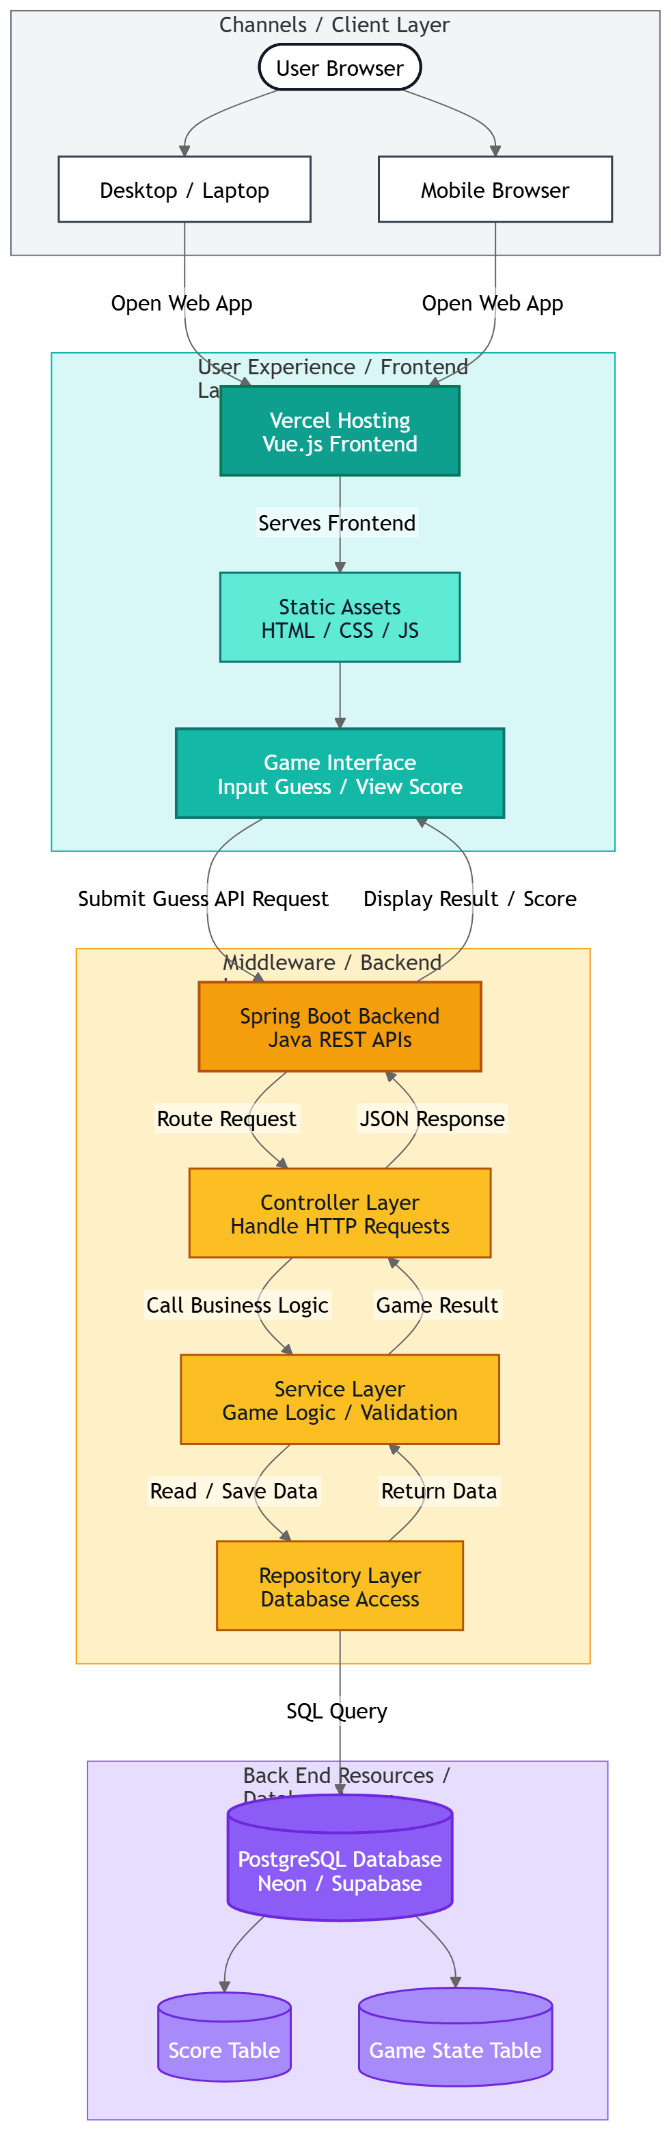 Channels / Client Layer
User Browser
Desktop / Laptop
Mobile Browser
Open Web App
Open Web App
User Experience / Frontend
Vercel Hosting
Vue.js Frontend
Serves Frontend
Static Assets
HTML / CSS / JS
Game Interface
Input Guess / View Score
Submit Guess API Request
Display Result / Score
Middleware / Backend
Spring Boot Backend
Java REST APIs
Route Request
JSON Response
Controller Layer
Handle HTTP Requests
Call Business Logic
Game Result
Service Layer
Game Logic / Validation
Read / Save Data
Return Data
Repository Layer
Database Access
SQL Query
Back End Resources /
PostgreSQL Database
Neon / Supabase
Score Table
Game State Table